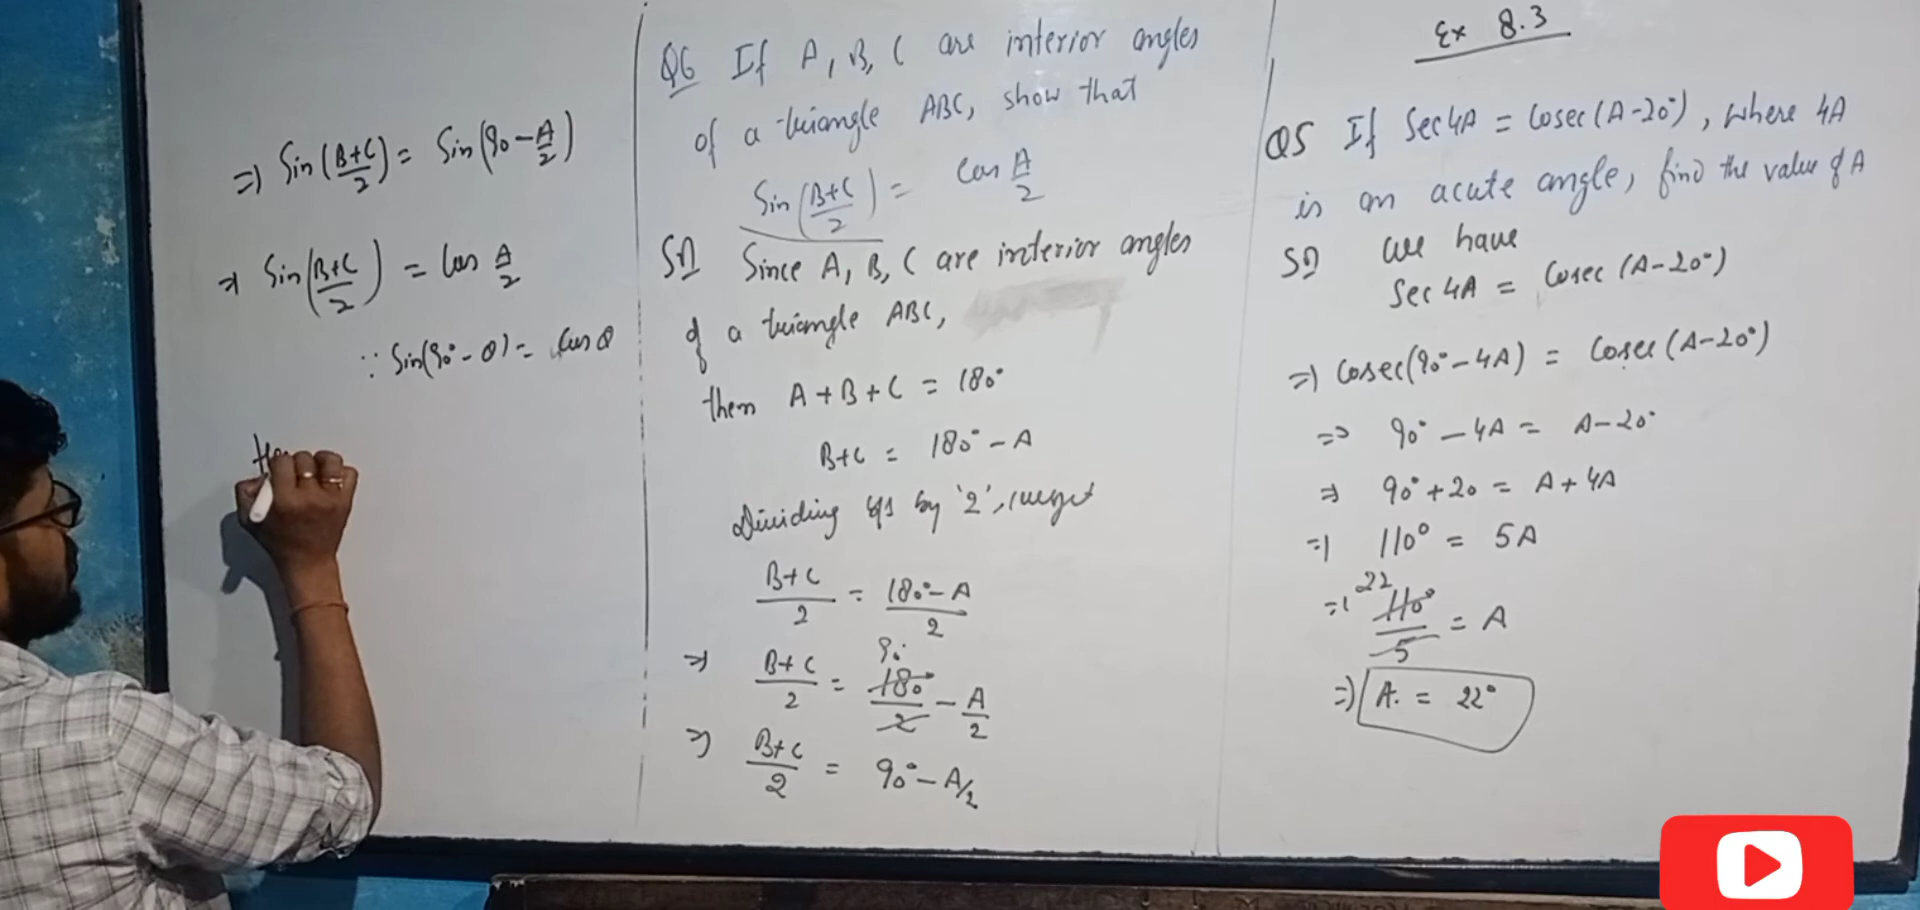 Ex 8.3
Q5 If Sec4A = Cosec(A-20°), where 4A
is an acute angle, find the value of A
Sol We have
Sec 4A = Cosec (A-20°)
=) Cosec(90°-4A) = Cosec (A-20°)
=> 90° - 4A = A-20°
=> 90°+20 = A+4A
=) 110° = 5A
=) 22
110°/5 = A
=) A. = 22°
Q6 If A, B, C are interior angles
of a triangle ABC, show that
Sin (B+C/2) = Cos A/2
Sol Since A, B, C are interior angles
of a triangle ABC,
then A+B+C = 180°
B+C = 180° - A
Dividing by '2', we get
B+C/2 = 180°-A/2
90°
=> B+C/2 = 180°/2 - A/2
=> B+C/2 = 90° - A/2
=) Sin (B+C/2) = Sin (90 - A/2)
=> Sin (B+C/2) = Cos A/2
∵ Sin(90°-θ) = Cos θ